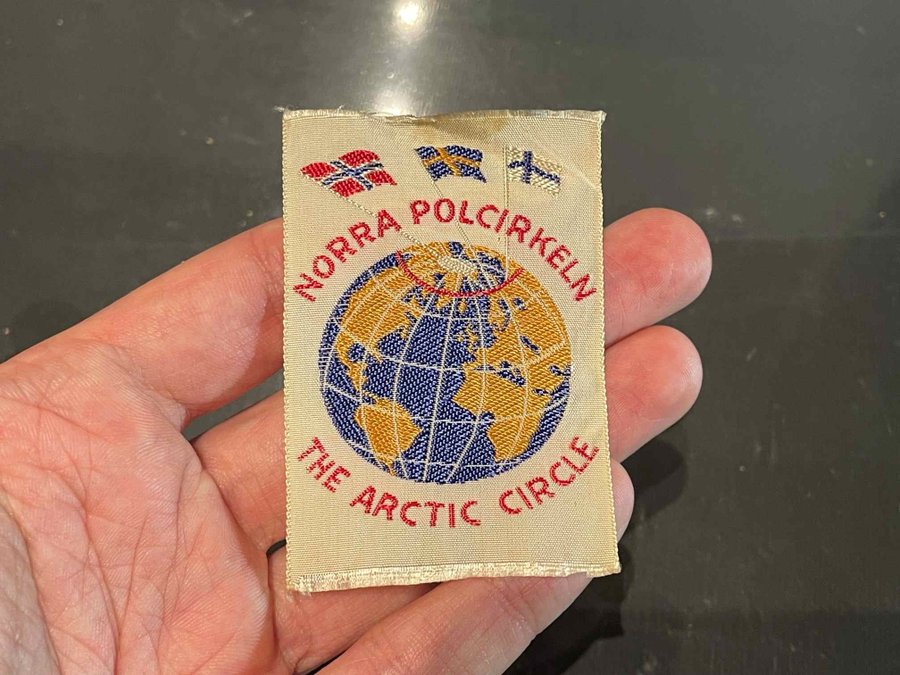 NORRA POLCIRKELN
THE ARCTIC CIRCLE